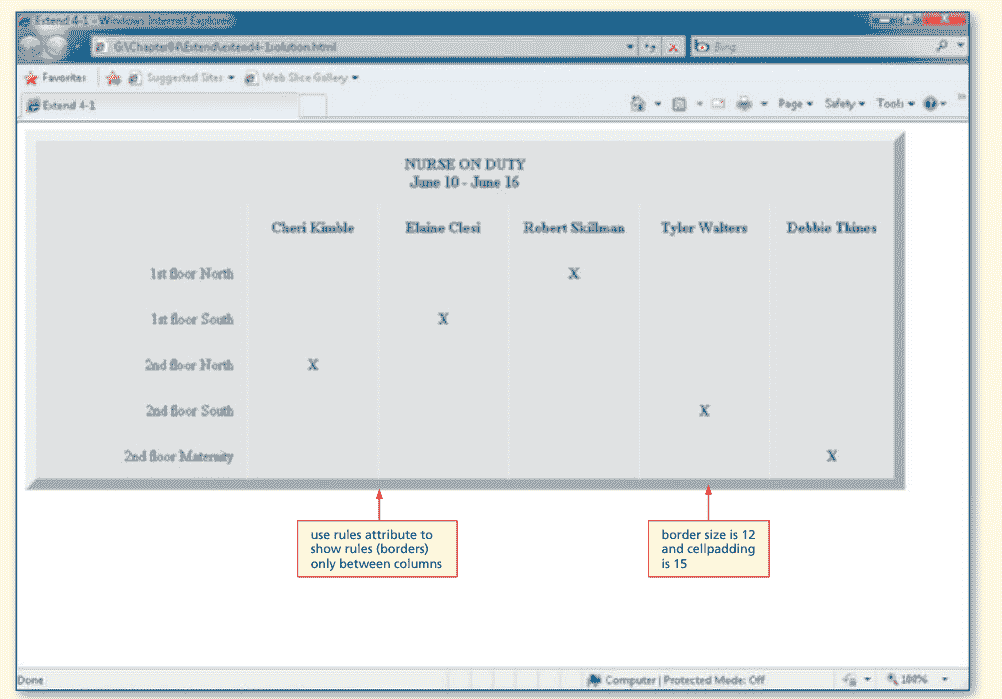 Extend 4-1 - Windows Internet Explorer
G:\Chapter04\Extend\extend4-1solution.html
Bing
Favorites Suggested Sites Web Slice Gallery
Extend 4-1
Page Safety Tools
NURSE ON DUTY
June 10 - June 16
Cheri Kimble Elaine Clesi Robert Skillman Tyler Walters Debbie Thines
1st floor North X
1st floor South X
2nd floor North X
2nd floor South X
2nd floor Maternity X
use rules attribute to
show rules (borders)
only between columns
border size is 12
and cellpadding
is 15
Done Computer | Protected Mode: Off 100%